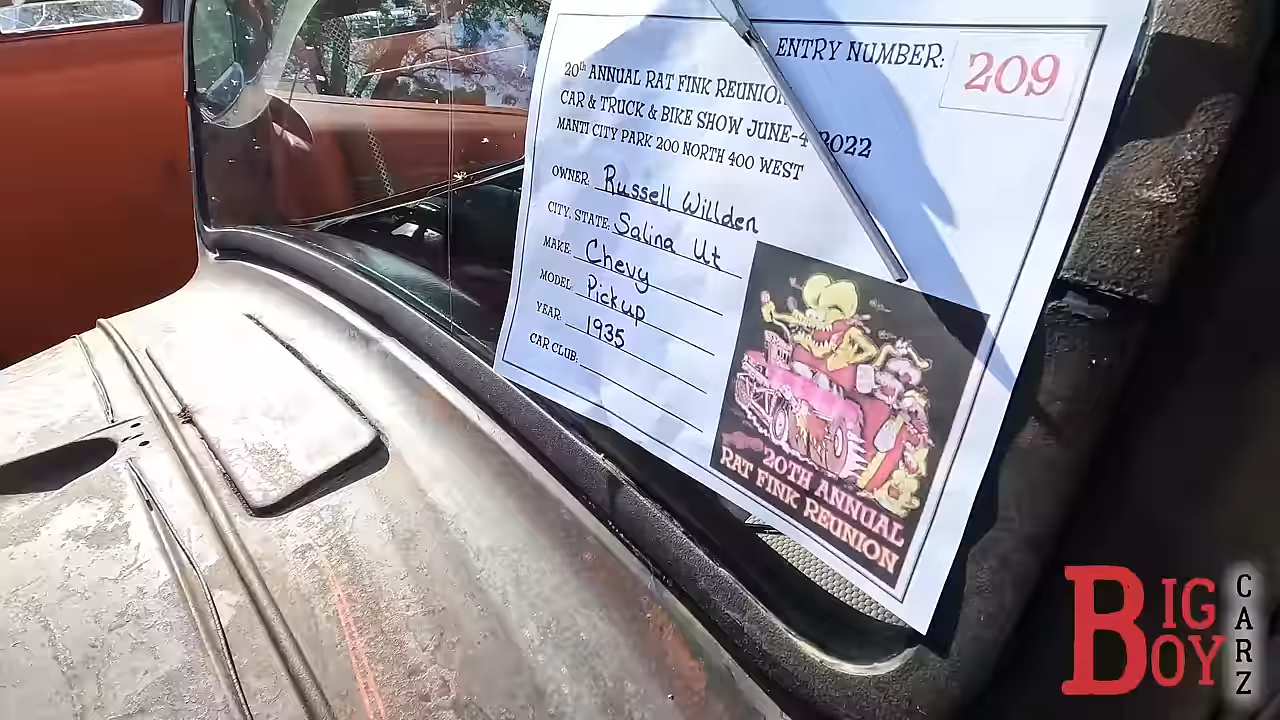 ENTRY NUMBER: 209
20th ANNUAL RAT FINK REUNION
CAR & TRUCK & BIKE SHOW JUNE-4 2022
MANTI CITY PARK 200 NORTH 400 WEST
OWNER: Russell Willden
CITY, STATE: Salina Ut
MAKE: Chevy
MODEL: Pickup
YEAR: 1935
CAR CLUB:
20TH ANNUAL
RAT FINK REUNION
BIG BOY CARZ